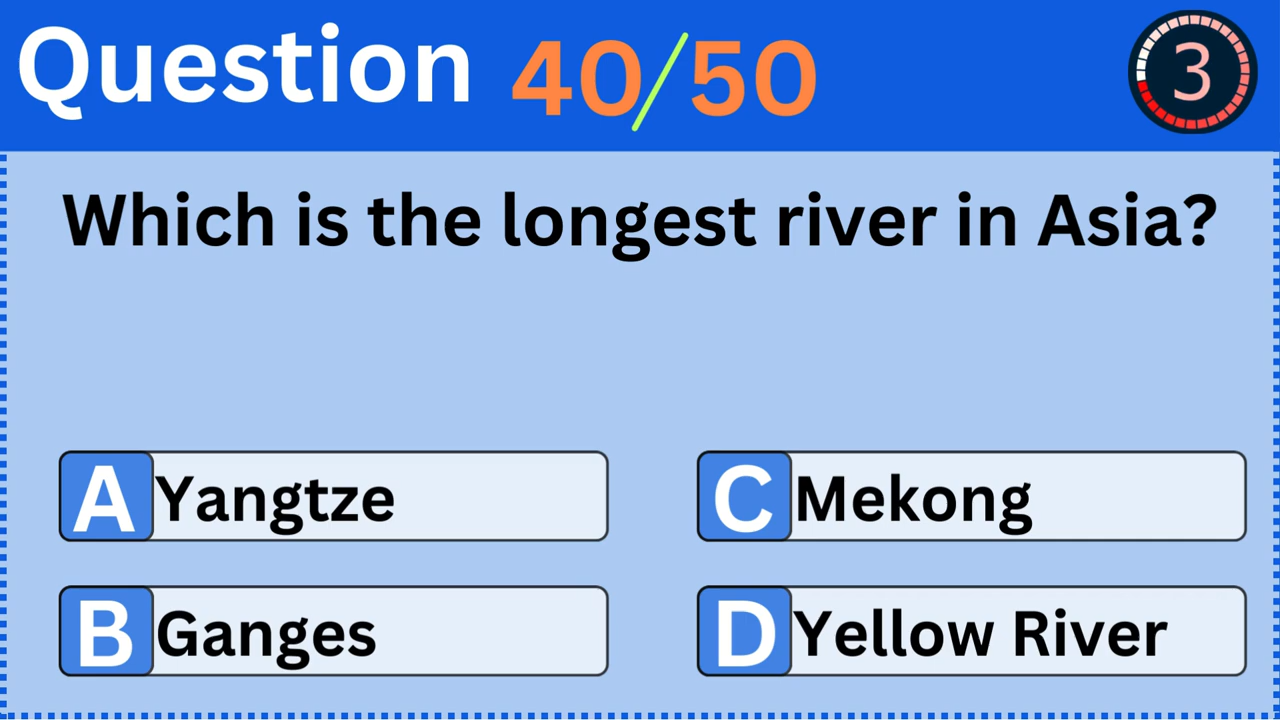 Question 40/50
3
Which is the longest river in Asia?
A Yangtze
C Mekong
B Ganges
D Yellow River